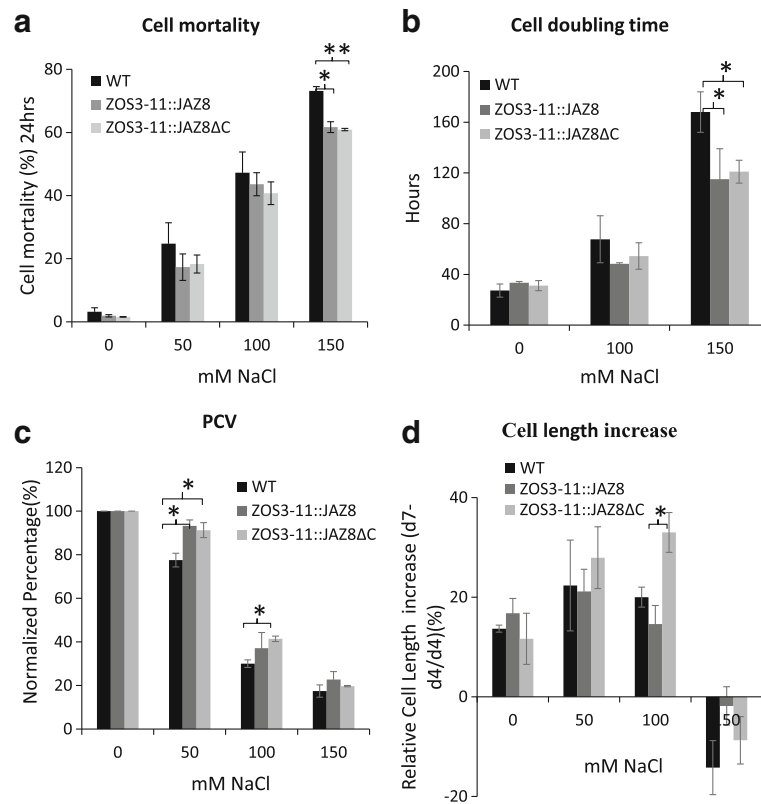 a
Cell mortality
Cell mortality (%) 24hrs
80
60
40
20
0
WT
ZOS3-11::JAZ8
ZOS3-11::JAZ8ΔC
**
*
0 50 100 150
mM NaCl
b
Cell doubling time
Hours
200
160
120
80
40
0
WT
ZOS3-11::JAZ8
ZOS3-11::JAZ8ΔC
*
*
0 100 150
mM NaCl
c
PCV
Normalized Percentage(%)
120
100
80
60
40
20
0
WT
ZOS3-11::JAZ8
ZOS3-11::JAZ8ΔC
*
*
*
0 50 100 150
mM NaCl
d
Cell length increase
Relative Cell Length increase (d7-
d4/d4)(%)
WT
ZOS3-11::JAZ8
ZOS3-11::JAZ8ΔC
40
20
0
-20
*
0 50 100 150
mM NaCl